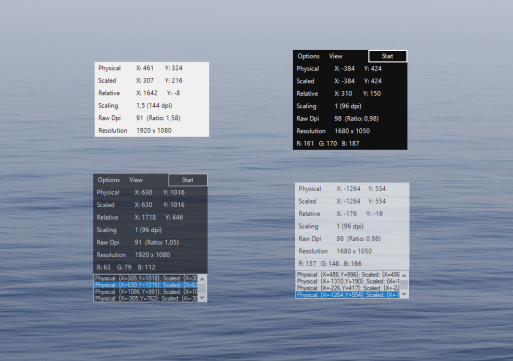 Physical X: 461 Y: 324
Scaled X: 307 Y: 216
Relative X: 1642 Y: -8
Scaling 1,5 (144 dpi)
Raw Dpi 91 (Ratio: 1,58)
Resolution 1920 x 1080
Options View Start
Physical X: -384 Y: 424
Scaled X: -384 Y: 424
Relative X: 310 Y: 150
Scaling 1 (96 dpi)
Raw Dpi 98 (Ratio: 0,98)
Resolution 1680 x 1050
R: 161 G: 170 B: 187
Options View Start
Physical X: 630 Y: 1016
Scaled X: 630 Y: 1016
Relative X: 1718 Y: 446
Scaling 1 (96 dpi)
Raw Dpi 91 (Ratio: 1,05)
Resolution 1920 x 1080
R: 63 G: 79 B: 112
Physical: {X=305,Y=1016}; Scaled: {X=3
Physical: {X=630,Y=1016}; Scaled: {X=63
Physical: {X=1086,Y=991}; Scaled: {X=10
Physical: {X=-305,Y=762}; Scaled: {X=-30
Physical X: -1264 Y: 554
Scaled X: -1264 Y: 554
Relative X: -176 Y: -16
Scaling 1 (96 dpi)
Raw Dpi 98 (Ratio: 0,98)
Resolution 1680 x 1050
R: 137 G: 148 B: 166
Physical: {X=486,Y=996}; Scaled: {X=486
Physical: {X=-1310,Y=190}; Scaled: {X=-1
Physical: {X=-226,Y=417}; Scaled: {X=-22
Physical: {X=-1264,Y=554}; Scaled: {X=-1